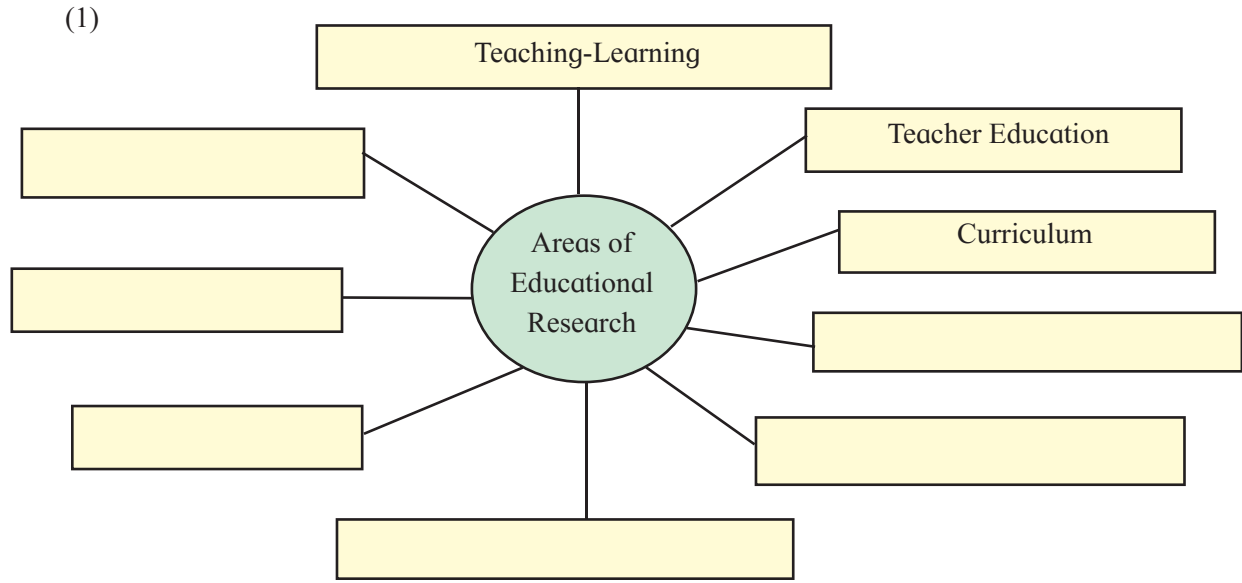 (1)
Teaching-Learning
Teacher Education
Curriculum
Areas of
Educational
Research